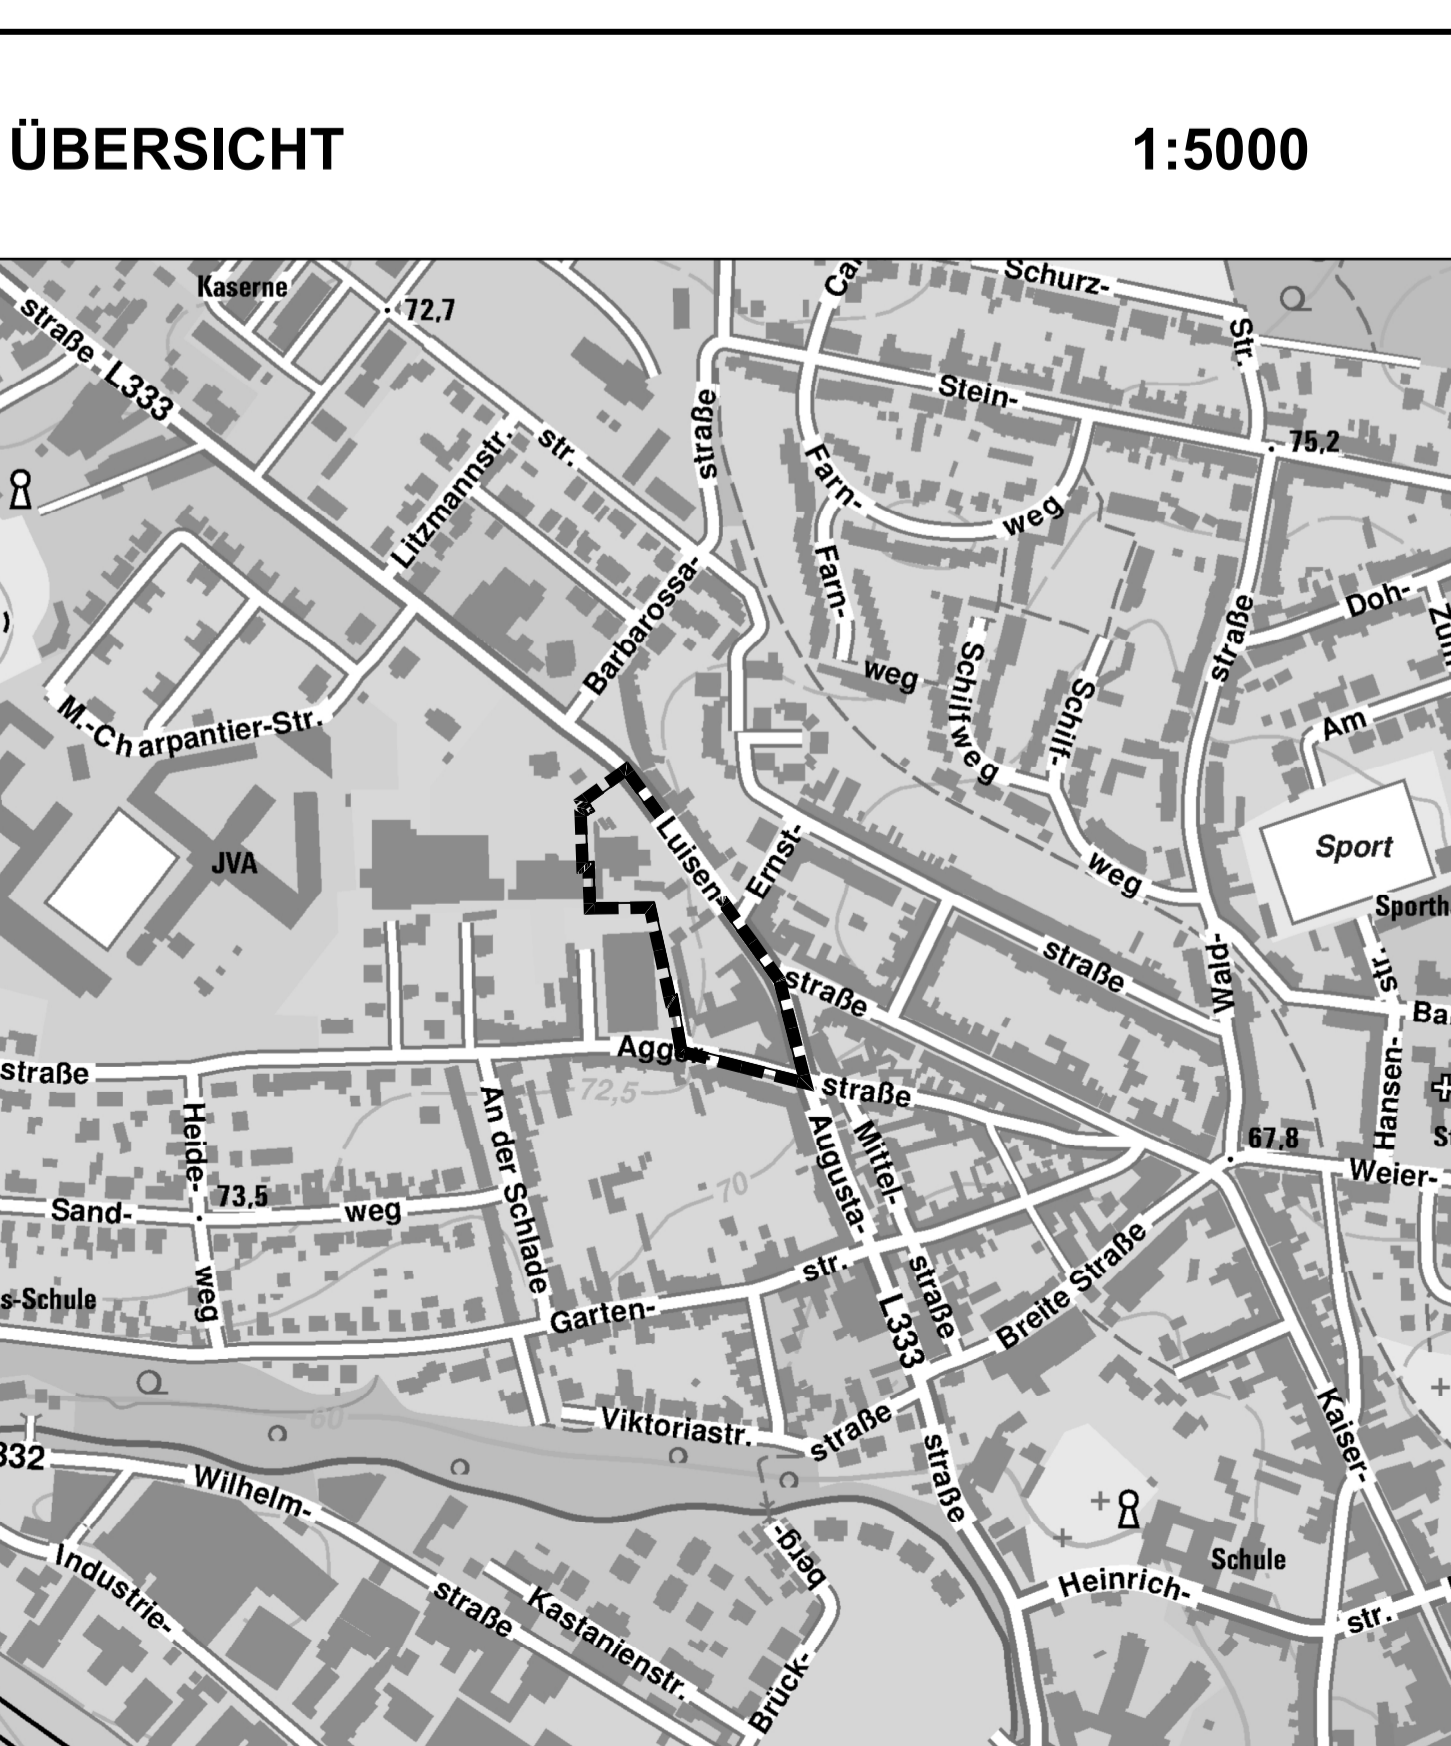 ÜBERSICHT
1:5000
Kaserne
72,7
straße
L333
Schurz-
Str.
Stein-
75,2
straße
str.
Litzmannstr.
Farn-
weg
Farn-
weg
Barbarossa-
Schilfweg
Schilf-
weg
straße
Doh-
Am
M.-Charpantier-Str.
JVA
Luisen-
Ernst-
Sport
straße
straße
Wald-
str.
Hansen-
Agger-
straße
straße
72,5
Heide-
An der Schlade
Augusta-
Mittel-
67,8
Weier-
Sand-
73,5
weg
weg
70
str.
straße
Garten-
s-Schule
L333
Breite Straße
Viktoriastr.
straße
60
Kaiser-
332
Wilhelm-
straße
Schule
Heinrich-
str.
Industrie-
straße
Kastanienstr.
Brück-
berg-